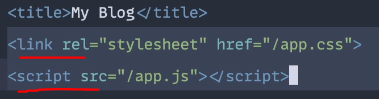 <title>My Blog</title>
<link rel="stylesheet" href="/app.css">
<script src="/app.js"></script>